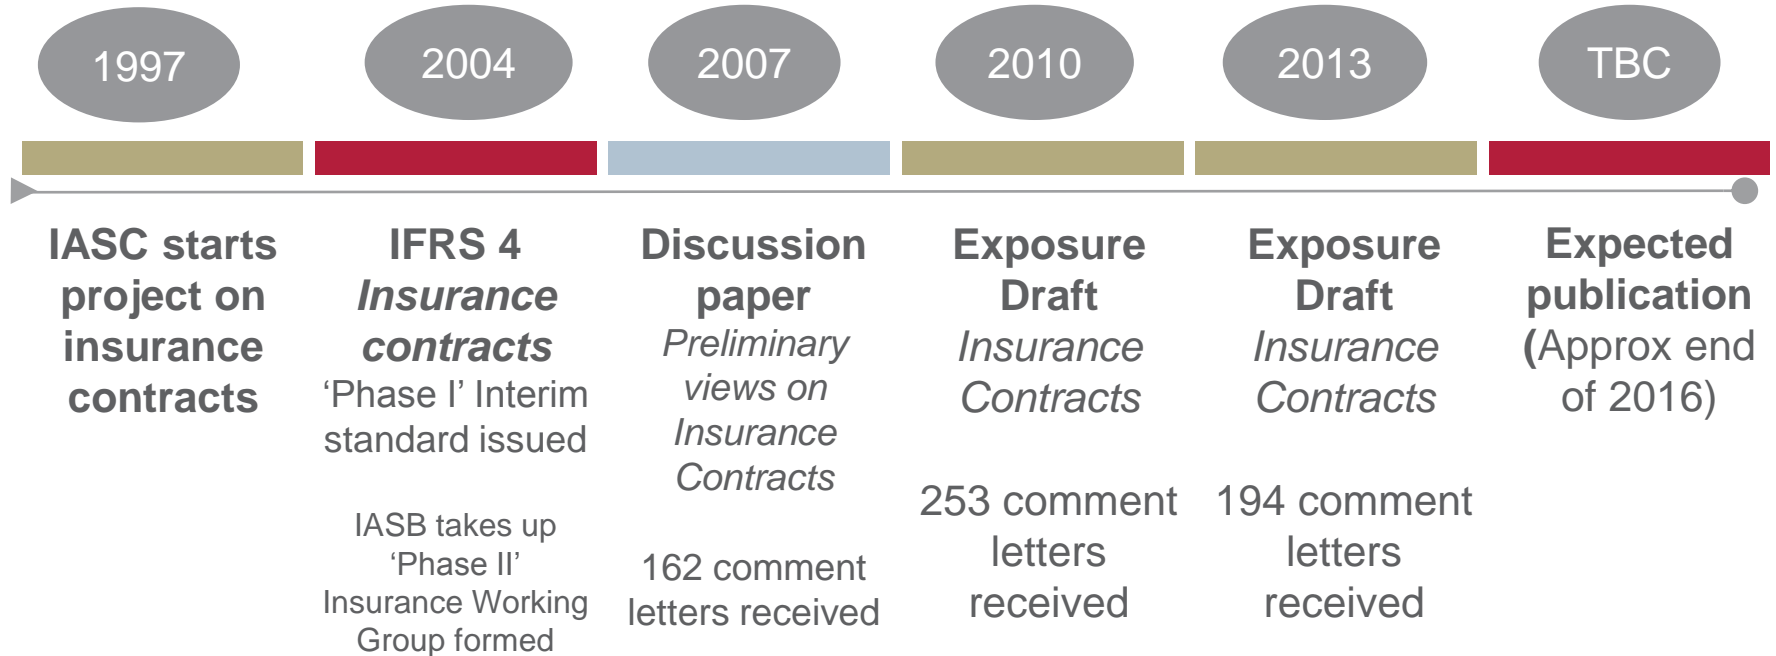 1997
2004
2007
2010
2013
TBC
IASC starts
project on
insurance
contracts
IFRS 4
Insurance
contracts
‘Phase I’ Interim
standard issued
IASB takes up
‘Phase II’
Insurance Working
Group formed
Discussion
paper
Preliminary
views on
Insurance
Contracts
162 comment
letters received
Exposure
Draft
Insurance
Contracts
253 comment
letters
received
Exposure
Draft
Insurance
Contracts
194 comment
letters
received
Expected
publication
(Approx end
of 2016)